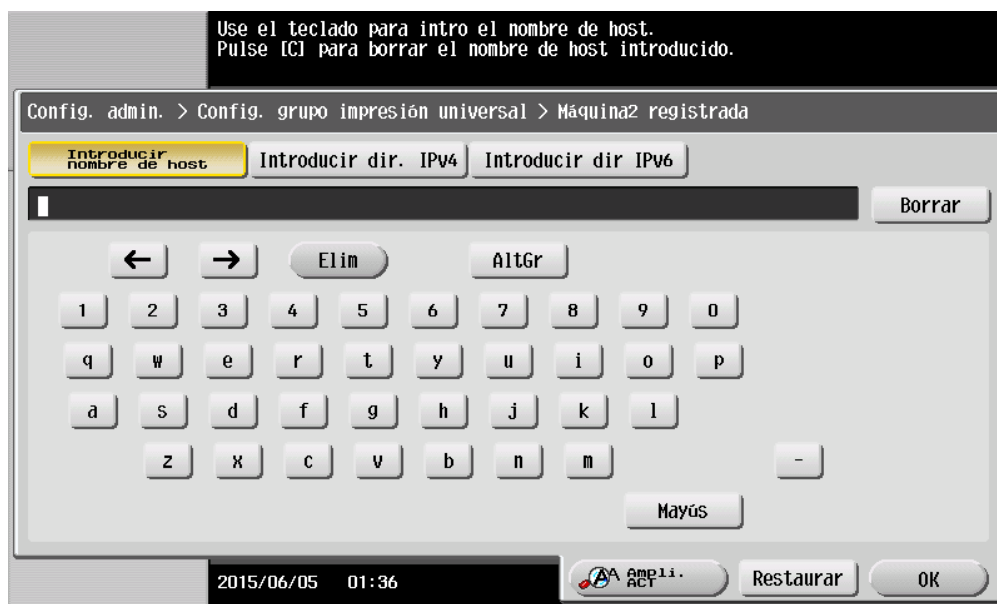 Use el teclado para intro el nombre de host.
Pulse [C] para borrar el nombre de host introducido.
Config. admin. > Config. grupo impresión universal > Máquina2 registrada
Introducir nombre de host
Introducir dir. IPv4
Introducir dir IPv6
Borrar
← → Elim AltGr
1 2 3 4 5 6 7 8 9 0
q w e r t y u i o p
a s d f g h j k l
z x c v b n m -
Mayús
2015/06/05 01:36
AA Ampli. ACT
Restaurar
OK